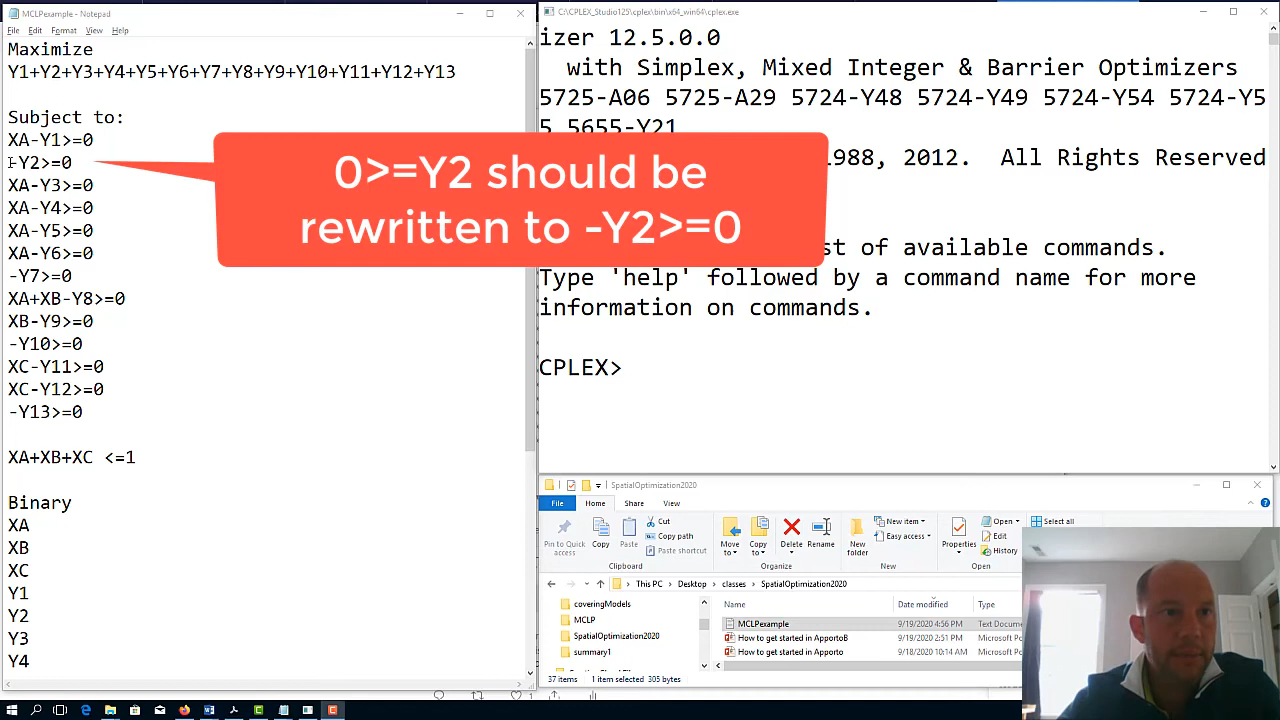 MCLPexample - Notepad
File Edit Format View Help
Maximize
Y1+Y2+Y3+Y4+Y5+Y6+Y7+Y8+Y9+Y10+Y11+Y12+Y13
Subject to:
XA-Y1>=0
-Y2>=0
XA-Y3>=0
XA-Y4>=0
XA-Y5>=0
XA-Y6>=0
-Y7>=0
XA+XB-Y8>=0
XB-Y9>=0
-Y10>=0
XC-Y11>=0
XC-Y12>=0
-Y13>=0
XA+XB+XC <=1
Binary
XA
XB
XC
Y1
Y2
Y3
Y4
0>=Y2 should be
rewritten to -Y2>=0
C:\CPLEX_Studio125\cplex\bin\x64_win64\cplex.exe
izer 12.5.0.0
with Simplex, Mixed Integer & Barrier Optimizers
5725-A06 5725-A29 5724-Y48 5724-Y49 5724-Y54 5724-Y5
5 5655-Y21
1988, 2012. All Rights Reserved
st of available commands.
Type 'help' followed by a command name for more
information on commands.
CPLEX>
SpatialOptimization2020
File Home Share View
Pin to Quick access
Copy
Paste
Cut
Copy path
Paste shortcut
Clipboard
Move to
Copy to
Delete
Rename
Organize
New folder
New item
Easy access
New
Properties
Open
Edit
History
Open
Select all
This PC Desktop classes SpatialOptimization2020
coveringModels
MCLP
SpatialOptimization2020
summary1
Name Date modified Type
MCLPexample 9/19/2020 4:56 PM Text Docume
How to get started in ApportoB 9/19/2020 2:51 PM Microsoft Po
How to get started in Apporto 9/18/2020 10:14 AM Microsoft Po
37 items 1 item selected 305 bytes